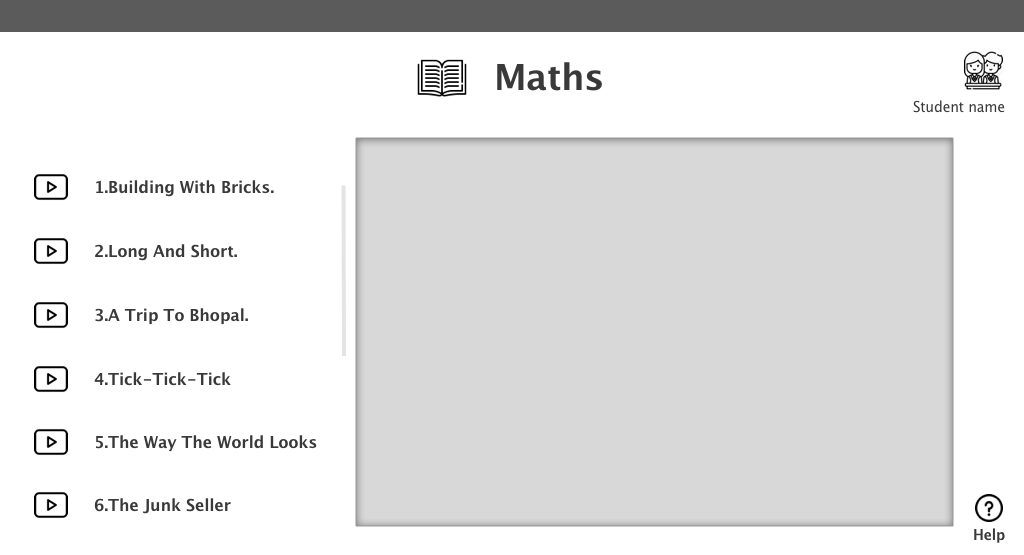 Maths
Student name
1.Building With Bricks.
2.Long And Short.
3.A Trip To Bhopal.
4.Tick-Tick-Tick
5.The Way The World Looks
6.The Junk Seller
?
Help